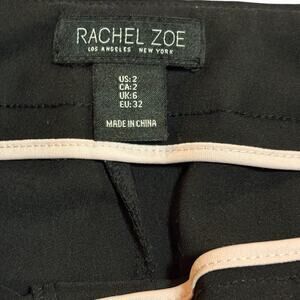 RACHEL ZOE
LOS ANGELES NEW YORK
US: 2
CA: 2
UK: 6
EU: 32
MADE IN CHINA